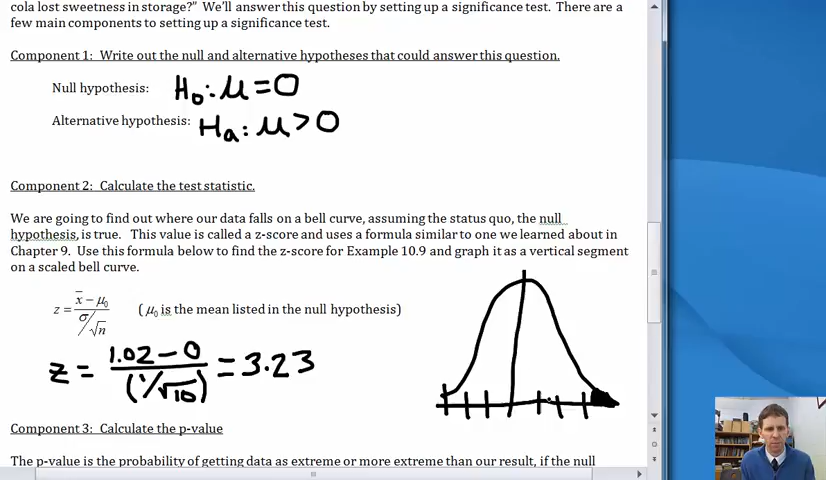 cola lost sweetness in storage?" We'll answer this question by setting up a significance test. There are a
few main components to setting up a significance test.
Component 1: Write out the null and alternative hypotheses that could answer this question.
Null hypothesis: H₀: μ = 0
Alternative hypothesis: Hₐ: μ > 0
Component 2: Calculate the test statistic.
We are going to find out where our data falls on a bell curve, assuming the status quo, the null
hypothesis, is true. This value is called a z-score and uses a formula similar to one we learned about in
Chapter 9. Use this formula below to find the z-score for Example 10.9 and graph it as a vertical segment
on a scaled bell curve.
z = (x̄ − μ₀) / (σ/√n) ( μ₀ is the mean listed in the null hypothesis)
z = (1.02 − 0) / (1/√10) = 3.23
Component 3: Calculate the p-value
The p-value is the probability of getting data as extreme or more extreme than our result, if the null